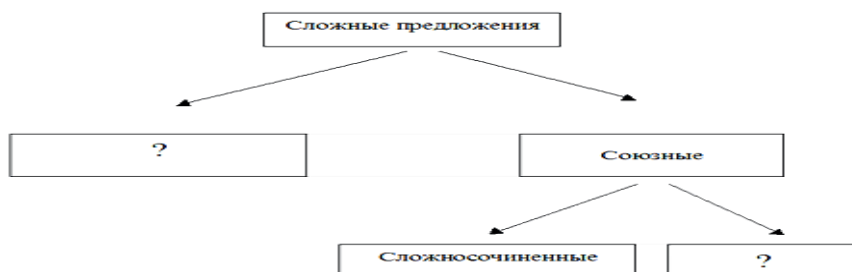 Сложные предложения
?
Союзные
Сложносочиненные
?